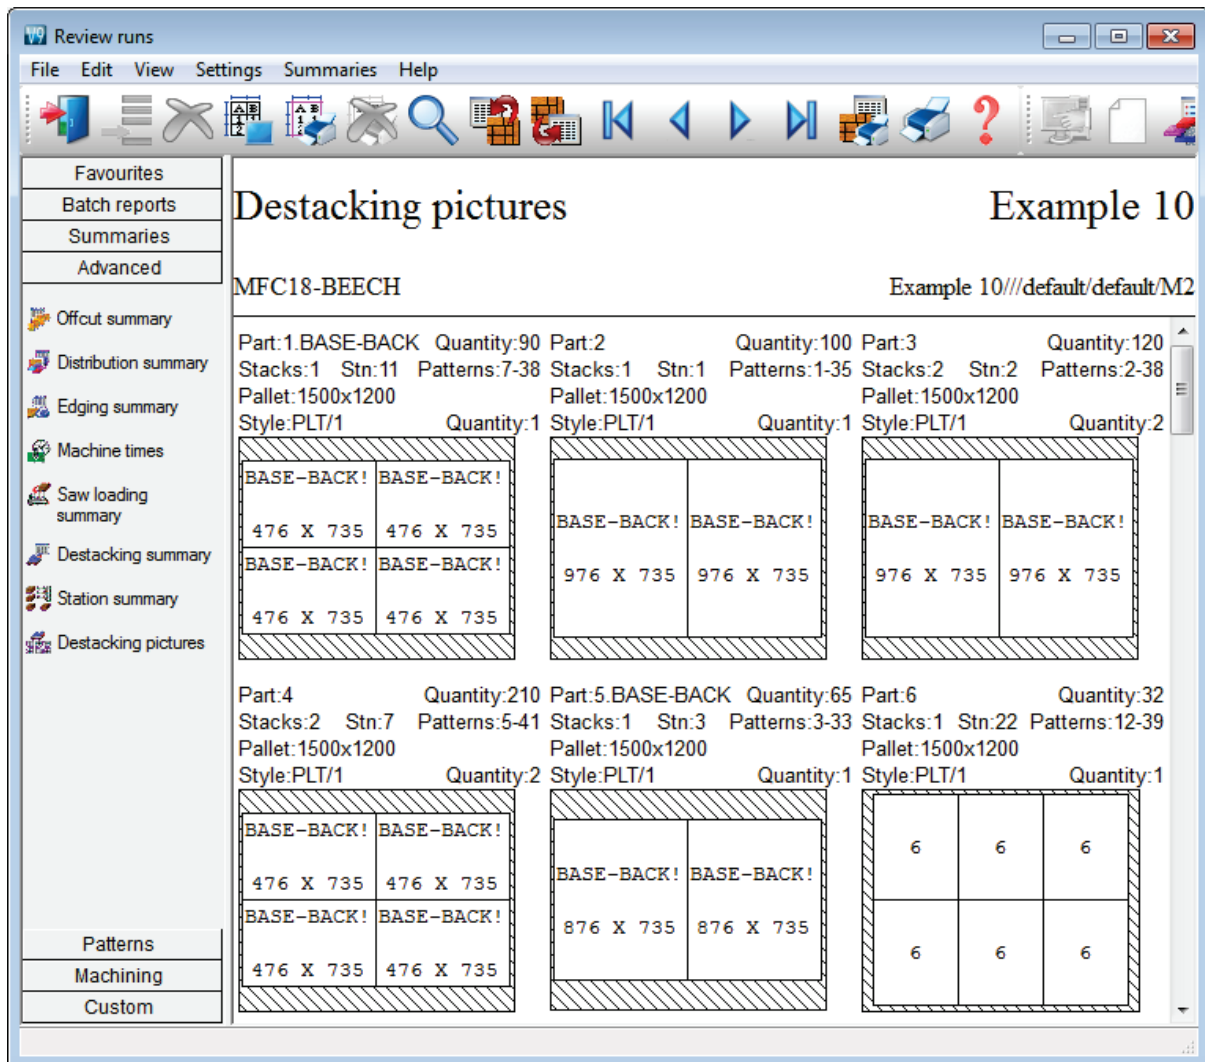 V9 Review runs
File Edit View Settings Summaries Help
Favourites
Batch reports
Summaries
Advanced
Offcut summary
Distribution summary
Edging summary
Machine times
Saw loading
summary
Destacking summary
Station summary
Destacking pictures
Patterns
Machining
Custom
Destacking pictures Example 10
MFC18-BEECH Example 10///default/default/M2
Part:1.BASE-BACK Quantity:90
Stacks:1 Stn:11 Patterns:7-38
Pallet:1500x1200
Style:PLT/1 Quantity:1
BASE-BACK! BASE-BACK!
476 X 735 476 X 735
BASE-BACK! BASE-BACK!
476 X 735 476 X 735
Part:2 Quantity:100
Stacks:1 Stn:1 Patterns:1-35
Pallet:1500x1200
Style:PLT/1 Quantity:1
BASE-BACK! BASE-BACK!
976 X 735 976 X 735
Part:3 Quantity:120
Stacks:2 Stn:2 Patterns:2-38
Pallet:1500x1200
Style:PLT/1 Quantity:2
BASE-BACK! BASE-BACK!
976 X 735 976 X 735
Part:4 Quantity:210
Stacks:2 Stn:7 Patterns:5-41
Pallet:1500x1200
Style:PLT/1 Quantity:2
BASE-BACK! BASE-BACK!
476 X 735 476 X 735
BASE-BACK! BASE-BACK!
476 X 735 476 X 735
Part:5.BASE-BACK Quantity:65
Stacks:1 Stn:3 Patterns:3-33
Pallet:1500x1200
Style:PLT/1 Quantity:1
BASE-BACK! BASE-BACK!
876 X 735 876 X 735
Part:6 Quantity:32
Stacks:1 Stn:22 Patterns:12-39
Pallet:1500x1200
Style:PLT/1 Quantity:1
6 6 6
6 6 6